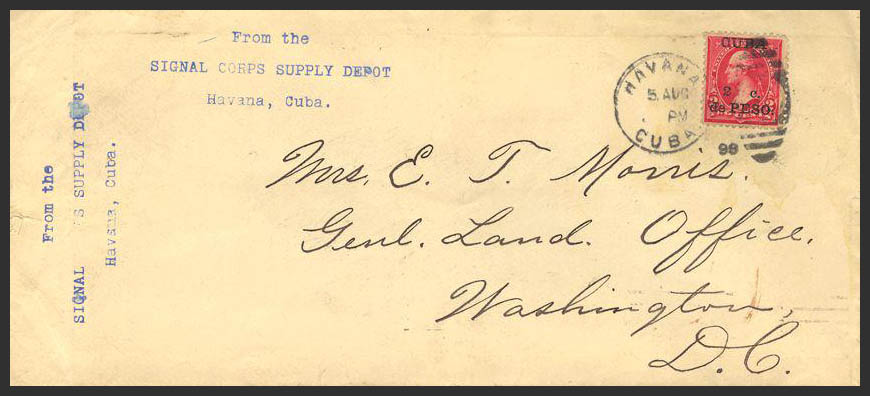 From the
SIGNAL CORPS SUPPLY DEPOT
Havana, Cuba.
From the
SIGNAL S SUPPLY DEPOT
Havana, Cuba.
HAVANA
5 AUG
PM
CUBA
99
CUBA
2 c.
de PESO
Mrs. E. T. Morris.
Genl. Land. Office.
Washington,
D.C.